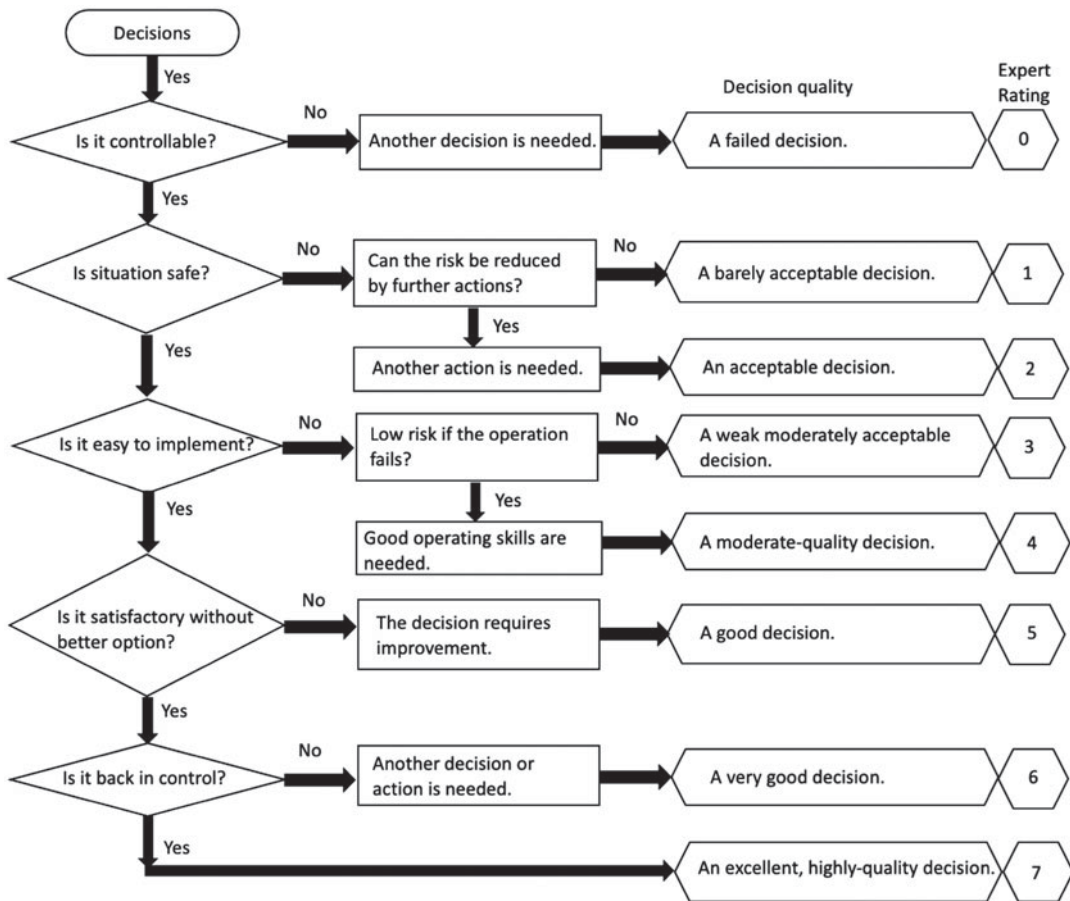 Decisions
Yes
Decision quality
Expert
Rating
Is it controllable?
No
Another decision is needed.
A failed decision.
0
Yes
Is situation safe?
No
Can the risk be reduced
by further actions?
No
A barely acceptable decision.
1
Yes
Yes
Another action is needed.
An acceptable decision.
2
Is it easy to implement?
No
Low risk if the operation
fails?
No
A weak moderately acceptable
decision.
3
Yes
Yes
Good operating skills are
needed.
A moderate-quality decision.
4
Is it satisfactory without
better option?
No
The decision requires
improvement.
A good decision.
5
Yes
Is it back in control?
No
Another decision or
action is needed.
A very good decision.
6
Yes
An excellent, highly-quality decision.
7